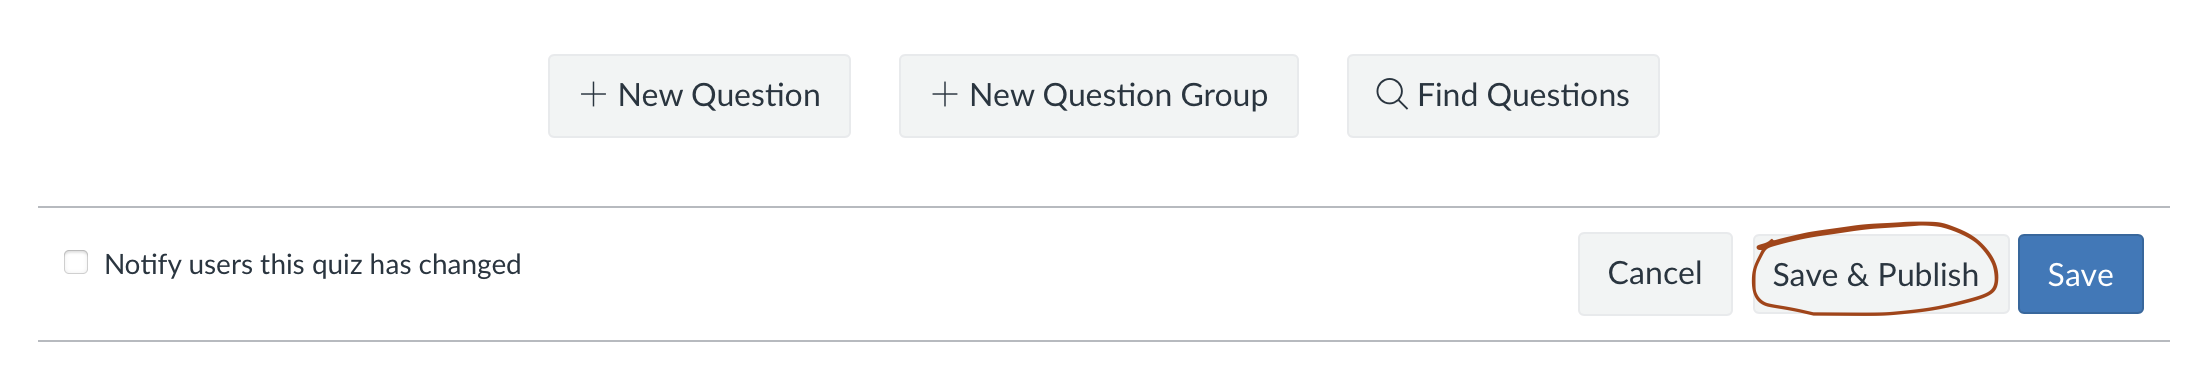 + New Question
+ New Question Group
Find Questions
Notify users this quiz has changed
Cancel
Save & Publish
Save